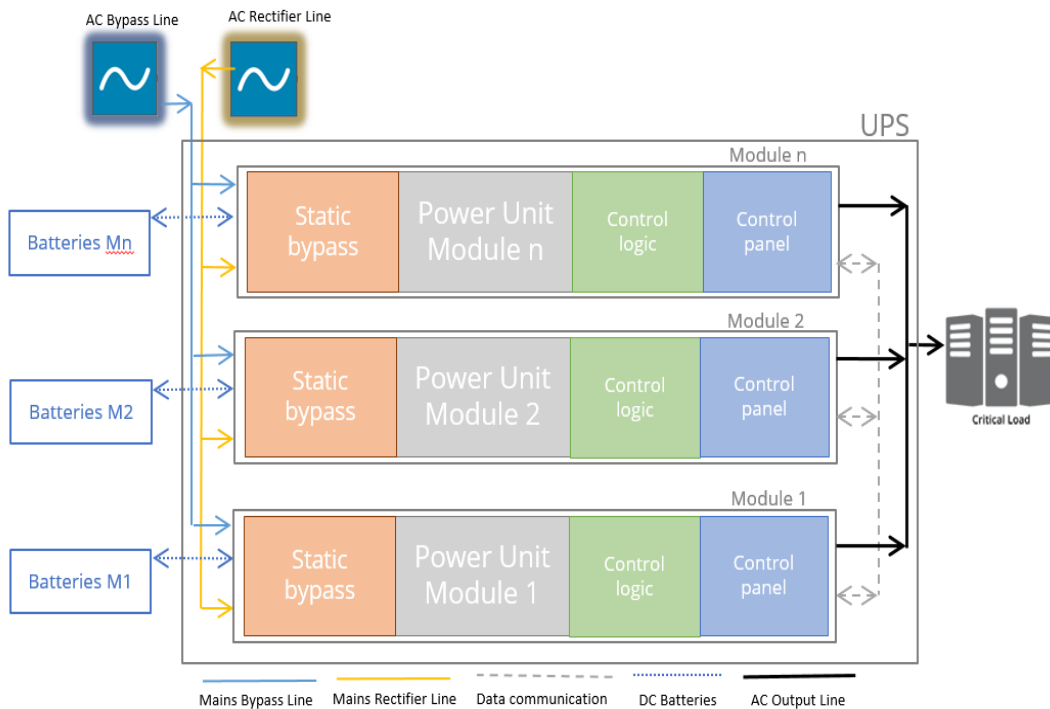 AC Bypass Line
AC Rectifier Line
UPS
Module n
Static
bypass
Power Unit
Module n
Control
logic
Control
panel
Batteries Mn
Module 2
Static
bypass
Power Unit
Module 2
Control
logic
Control
panel
Batteries M2
Critical Load
Module 1
Static
bypass
Power Unit
Module 1
Control
logic
Control
panel
Batteries M1
Mains Bypass Line
Mains Rectifier Line
Data communication
DC Batteries
AC Output Line